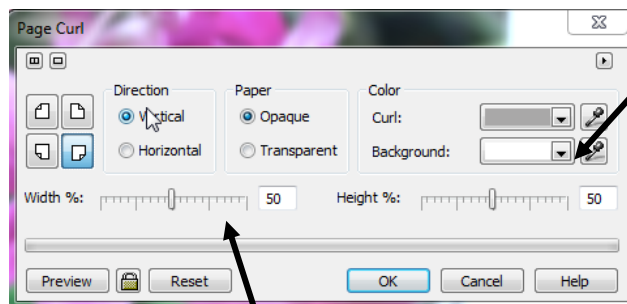 Page Curl
Direction Paper Color
Vertical Opaque Curl:
Horizontal Transparent Background:
Width %: 50 Height %: 50
Preview Reset OK Cancel Help